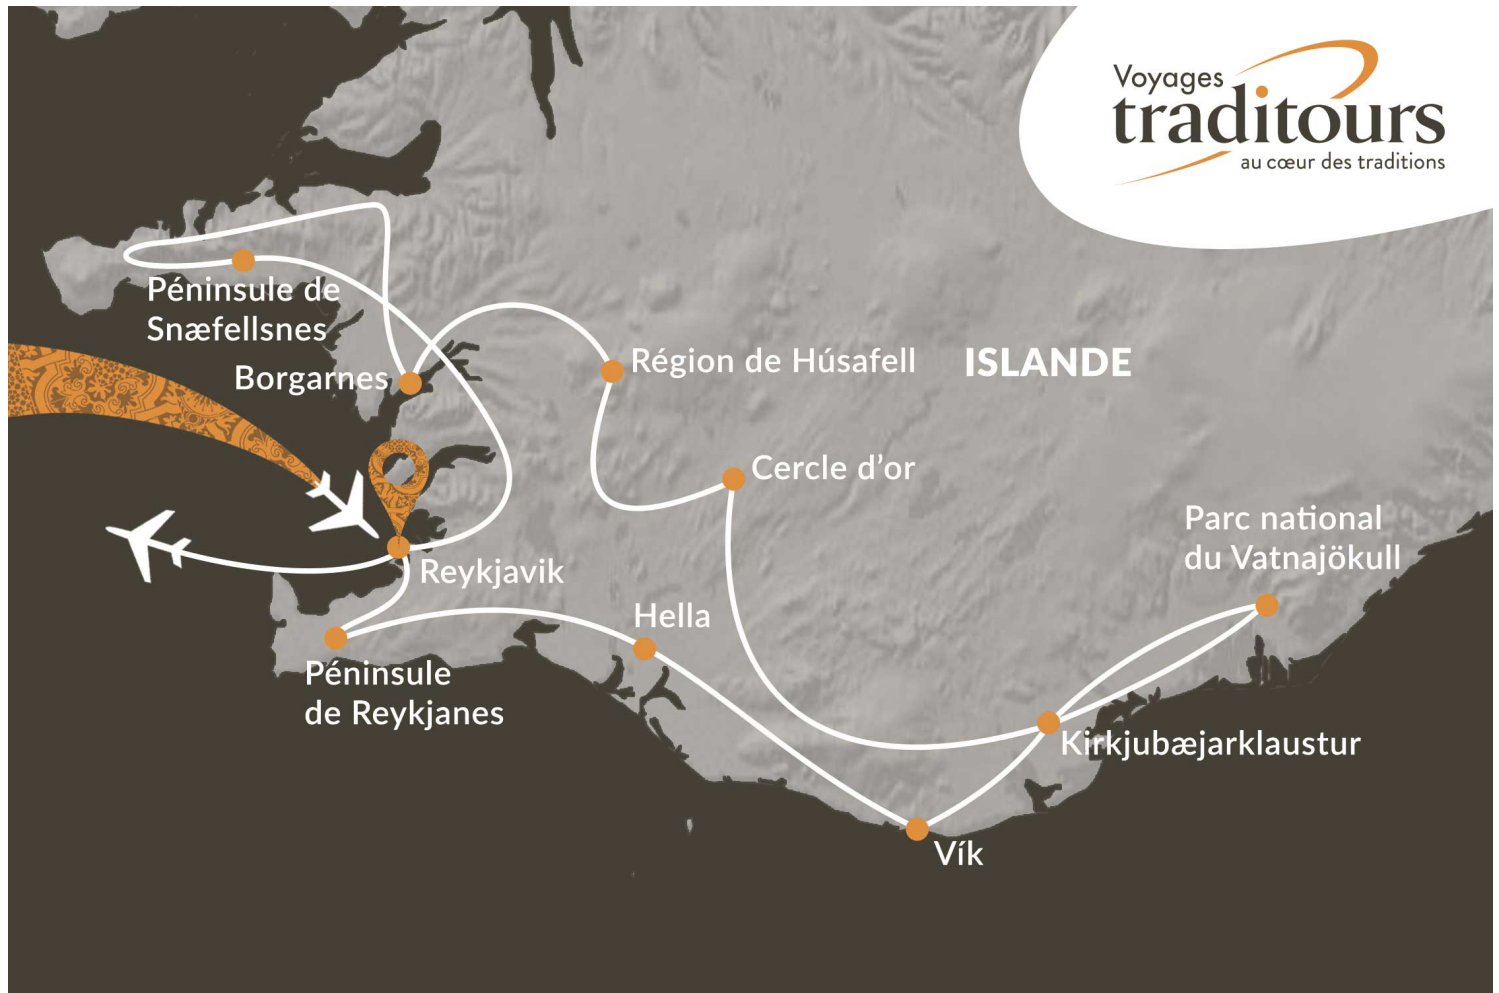 Voyages
traditours
au cœur des traditions
Péninsule de
Snæfellsnes
Borgarnes
Région de Húsafell
ISLANDE
Cercle d'or
Parc national
du Vatnajökull
Reykjavik
Hella
Péninsule
de Reykjanes
Kirkjubæjarklaustur
Vík